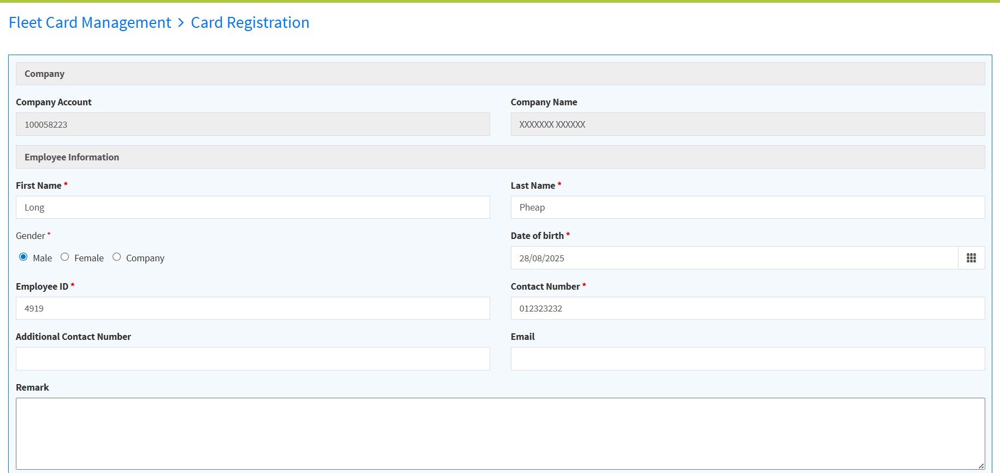 Fleet Card Management > Card Registration
Company
Company Account Company Name
100058223 XXXXXXX XXXXXX
Employee Information
First Name * Last Name *
Long Pheap
Gender * Date of birth *
Male Female Company 28/08/2025
Employee ID * Contact Number *
4919 012323232
Additional Contact Number Email
Remark